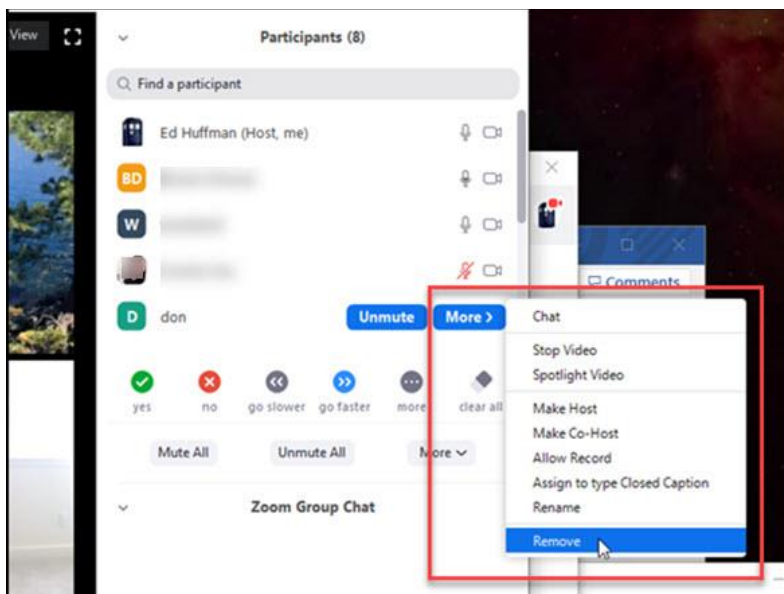 View
Participants (8)
Find a participant
Ed Huffman (Host, me)
BD
W
D don Unmute More >
yes no go slower go faster more clear all
Mute All Unmute All More
Zoom Group Chat
Comments
Chat
Stop Video
Spotlight Video
Make Host
Make Co-Host
Allow Record
Assign to type Closed Caption
Rename
Remove